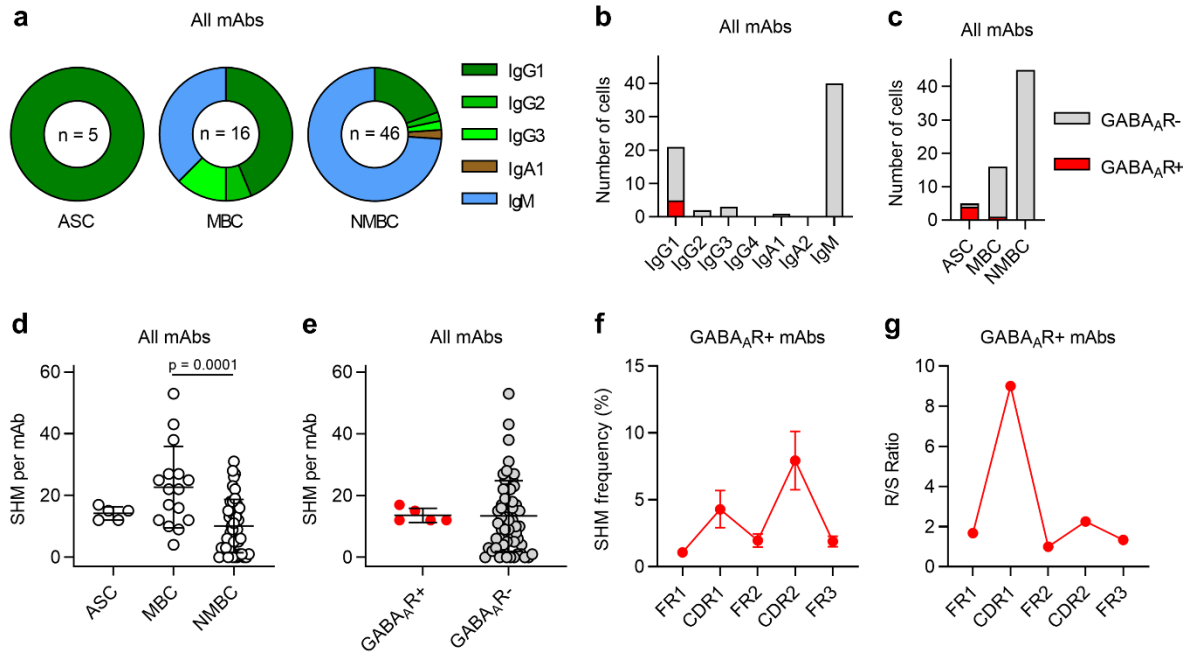 a
All mAbs
n = 5
n = 16
n = 46
ASC
MBC
NMBC
IgG1
IgG2
IgG3
IgA1
IgM
b
All mAbs
Number of cells
40
30
20
10
0
IgG1
IgG2
IgG3
IgG4
IgA1
IgA2
IgM
c
All mAbs
Number of cells
40
30
20
10
0
ASC
MBC
NMBC
GABAAR-
GABAAR+
d
All mAbs
p = 0.0001
SHM per mAb
60
40
20
0
ASC
MBC
NMBC
e
All mAbs
SHM per mAb
60
40
20
0
GABAAR+
GABAAR-
f
GABAAR+ mAbs
SHM frequency (%)
15
10
5
0
FR1
CDR1
FR2
CDR2
FR3
g
GABAAR+ mAbs
R/S Ratio
10
8
6
4
2
0
FR1
CDR1
FR2
CDR2
FR3